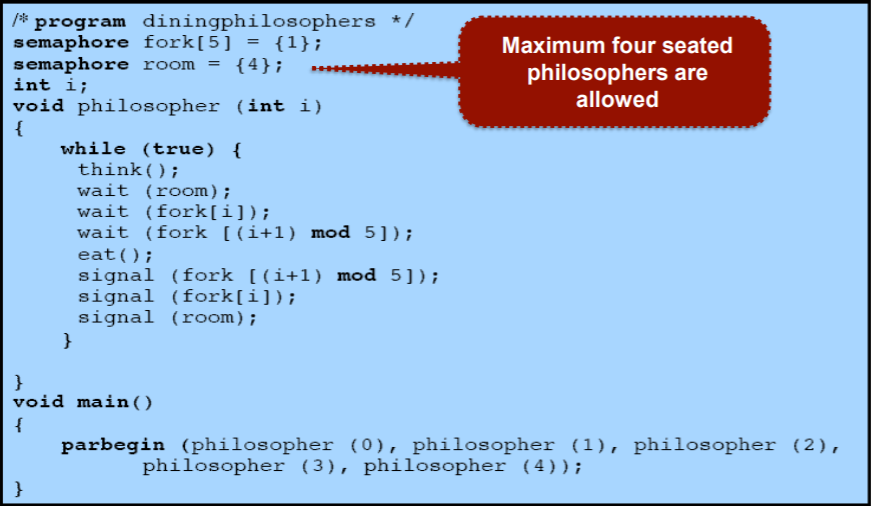 /* program diningphilosophers */
semaphore fork[5] = {1};
semaphore room = {4};
int i;
void philosopher (int i)
{
while (true) {
think();
wait (room);
wait (fork[i]);
wait (fork [(i+1) mod 5]);
eat();
signal (fork [(i+1) mod 5]);
signal (fork[i]);
signal (room);
}
}
void main()
{
parbegin (philosopher (0), philosopher (1), philosopher (2),
philosopher (3), philosopher (4));
}
Maximum four seated
philosophers are
allowed